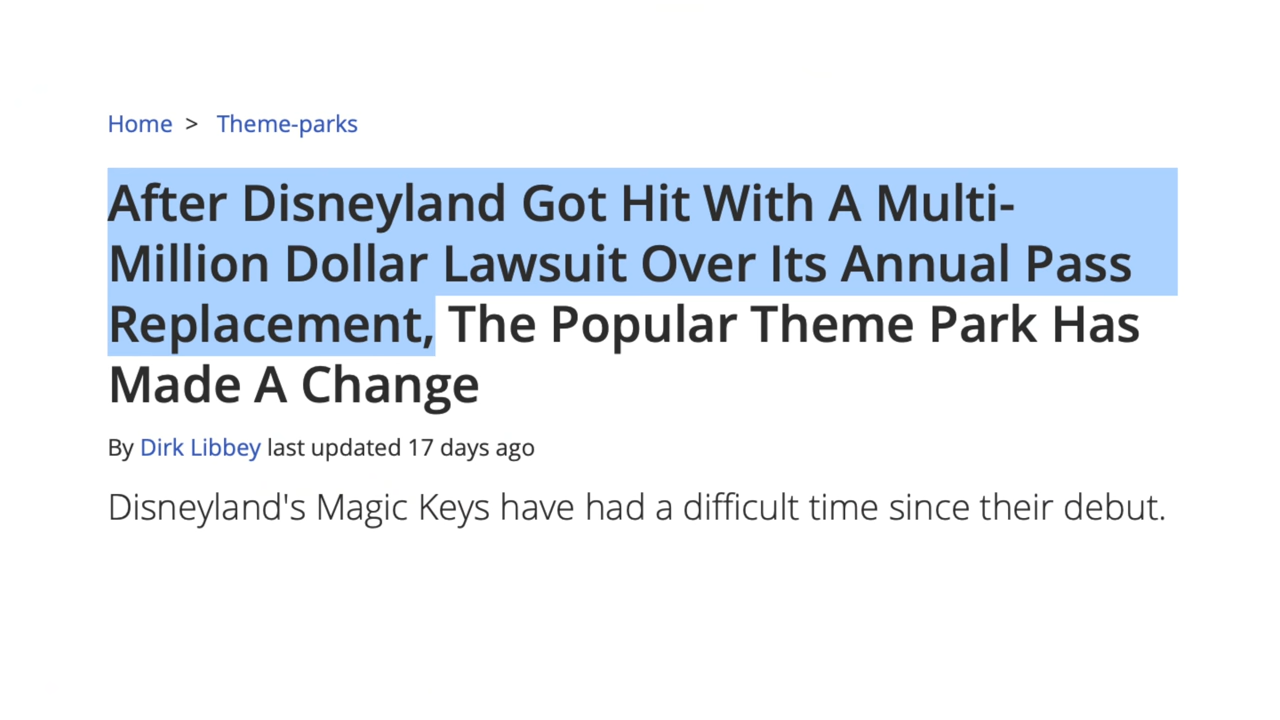 Home > Theme-parks
After Disneyland Got Hit With A Multi-
Million Dollar Lawsuit Over Its Annual Pass
Replacement, The Popular Theme Park Has
Made A Change
By Dirk Libbey last updated 17 days ago
Disneyland's Magic Keys have had a difficult time since their debut.